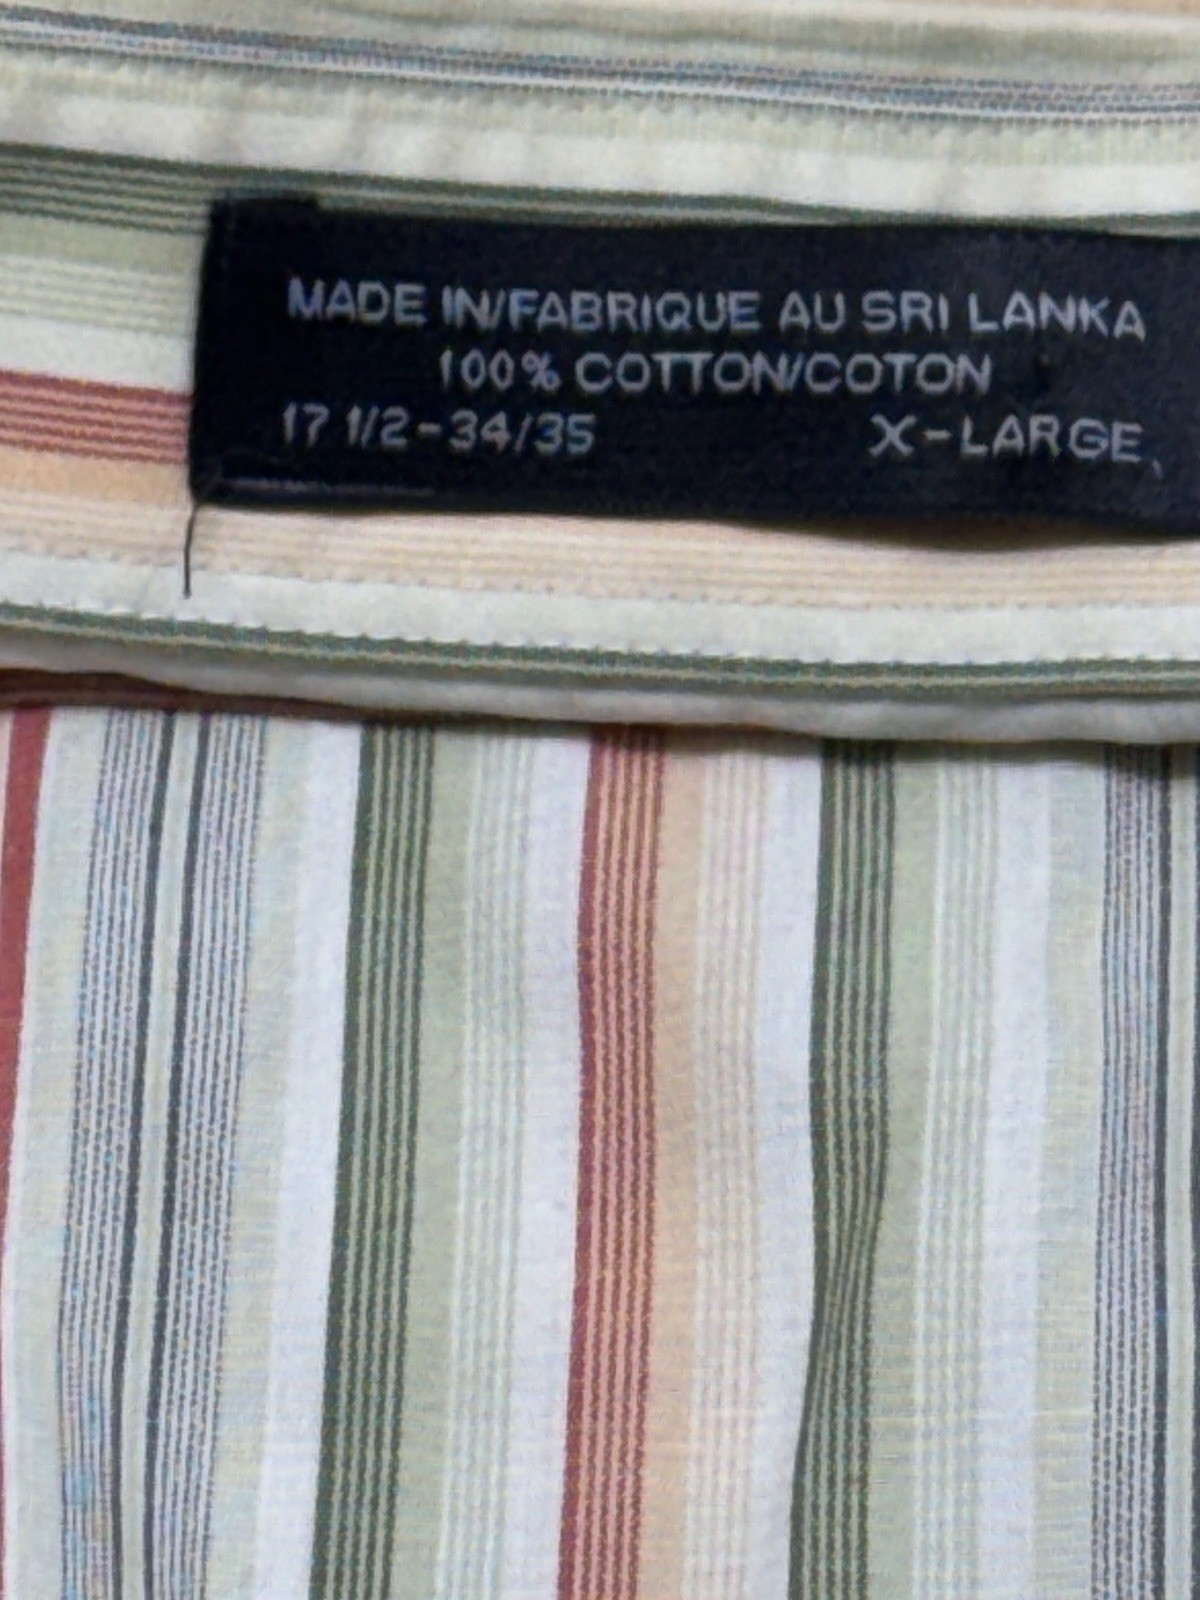 MADE IN/FABRIQUE AU SRI LANKA
100% COTTON/COTON
17 1/2-34/35 X-LARGE